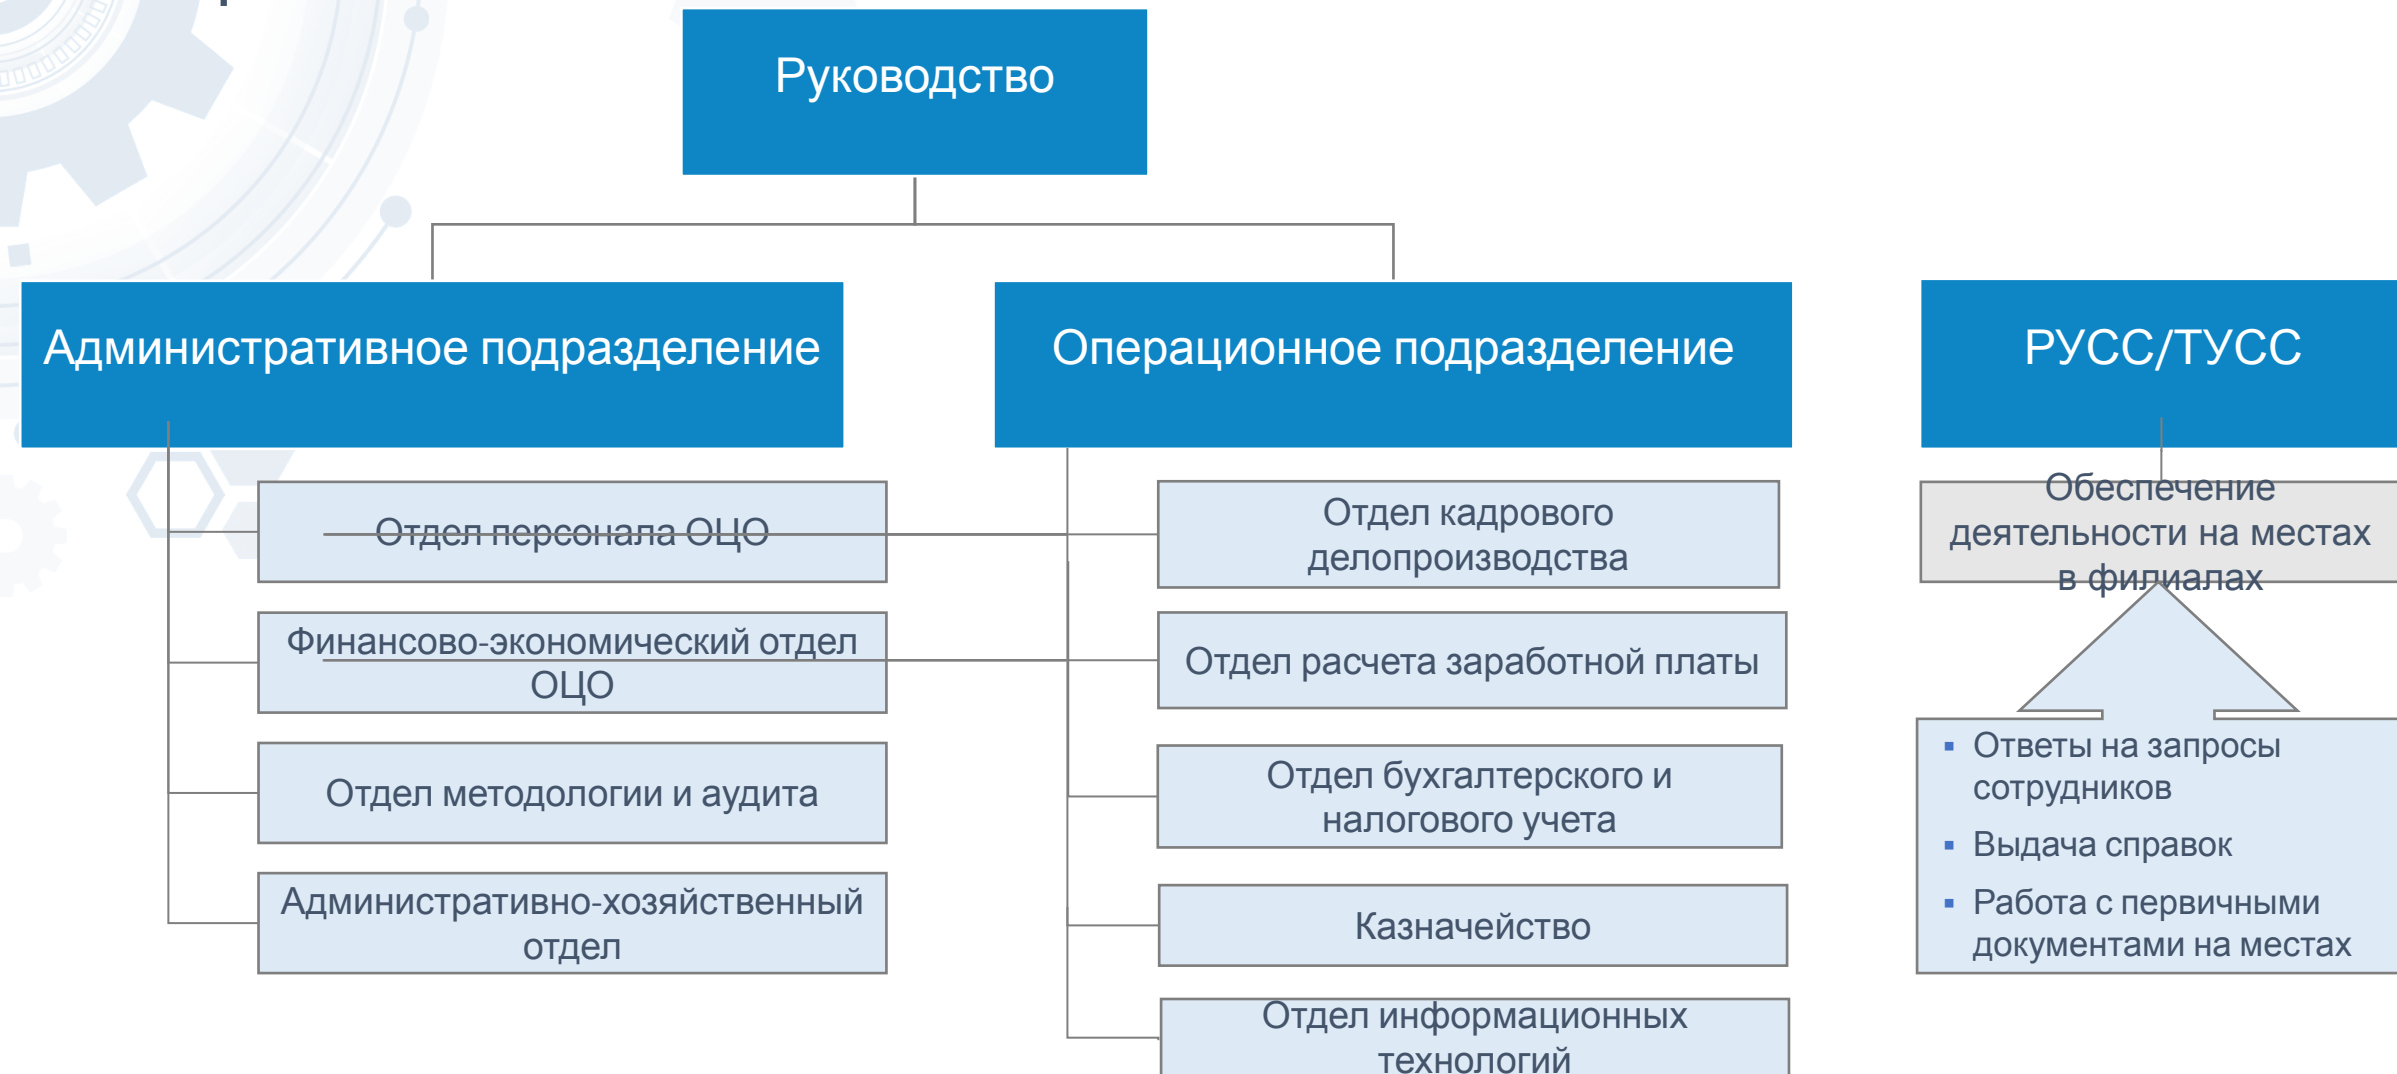 Руководство
Административное подразделение
Операционное подразделение
РУСС/ТУСС
Отдел персонала ОЦО
Финансово-экономический отдел
ОЦО
Отдел методологии и аудита
Административно-хозяйственный
отдел
Отдел кадрового
делопроизводства
Отдел расчета заработной платы
Отдел бухгалтерского и
налогового учета
Казначейство
Отдел информационных
технологий
Обеспечение
деятельности на местах
в филиалах
▪ Ответы на запросы
сотрудников
▪ Выдача справок
▪ Работа с первичными
документами на местах